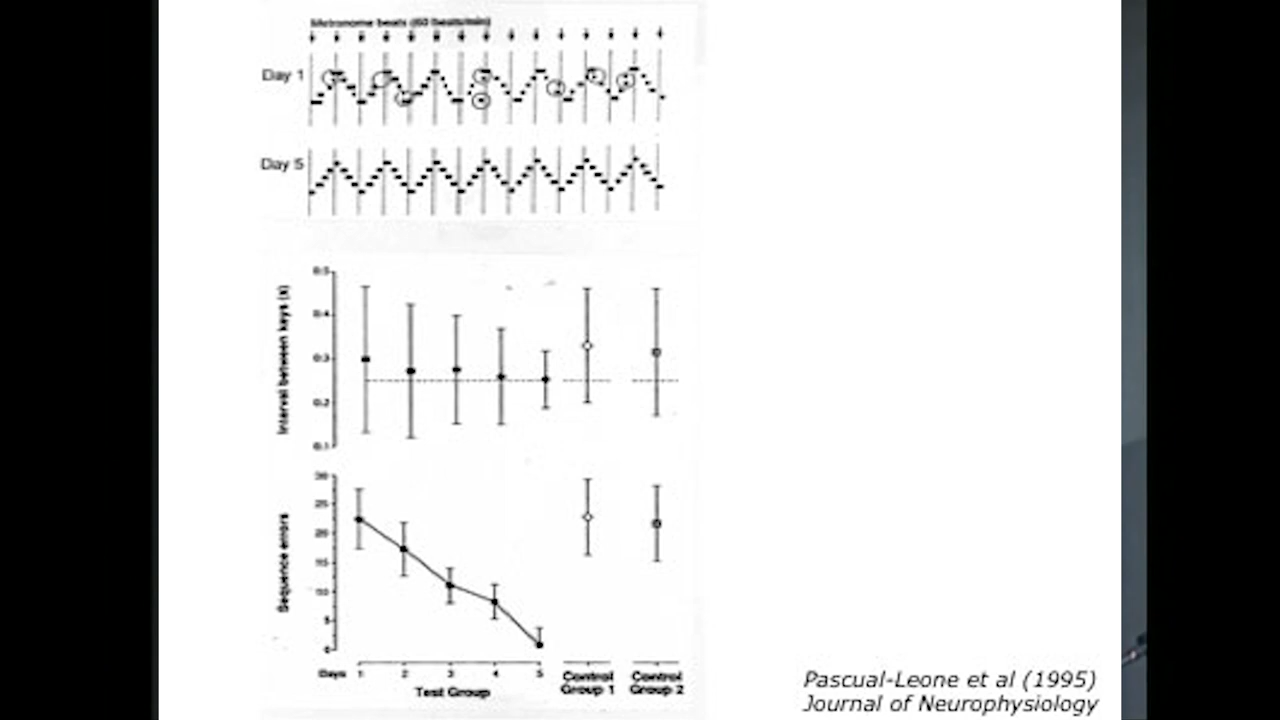 Metronome beats (60 beats/min)
Day 1
Day 5
Interval between keys (s)
0.5
0.4
0.3
0.2
0.1
Sequence errors
30
25
20
15
10
5
0
Days 1 2 3 4 5
Test Group
Control Group 1
Control Group 2
Pascual-Leone et al (1995)
Journal of Neurophysiology